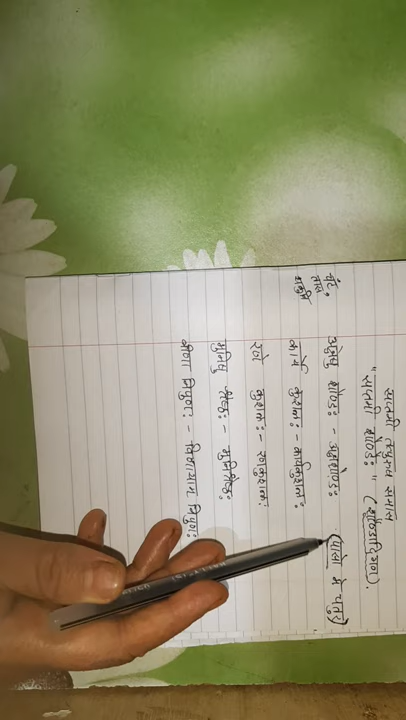 सप्तमी तत्पुरुष समास
"सप्तमी शौण्डैः" (शौण्डादिगण).
अक्षेषु शौण्डः - अक्षशौण्डः (पांसा में चतुर)
कार्ये कुशलः - कार्यकुशलः
रणे कुशलः - रणकुशलः
मुनिषु श्रेष्ठः - मुनिश्रेष्ठः
निपुणः -